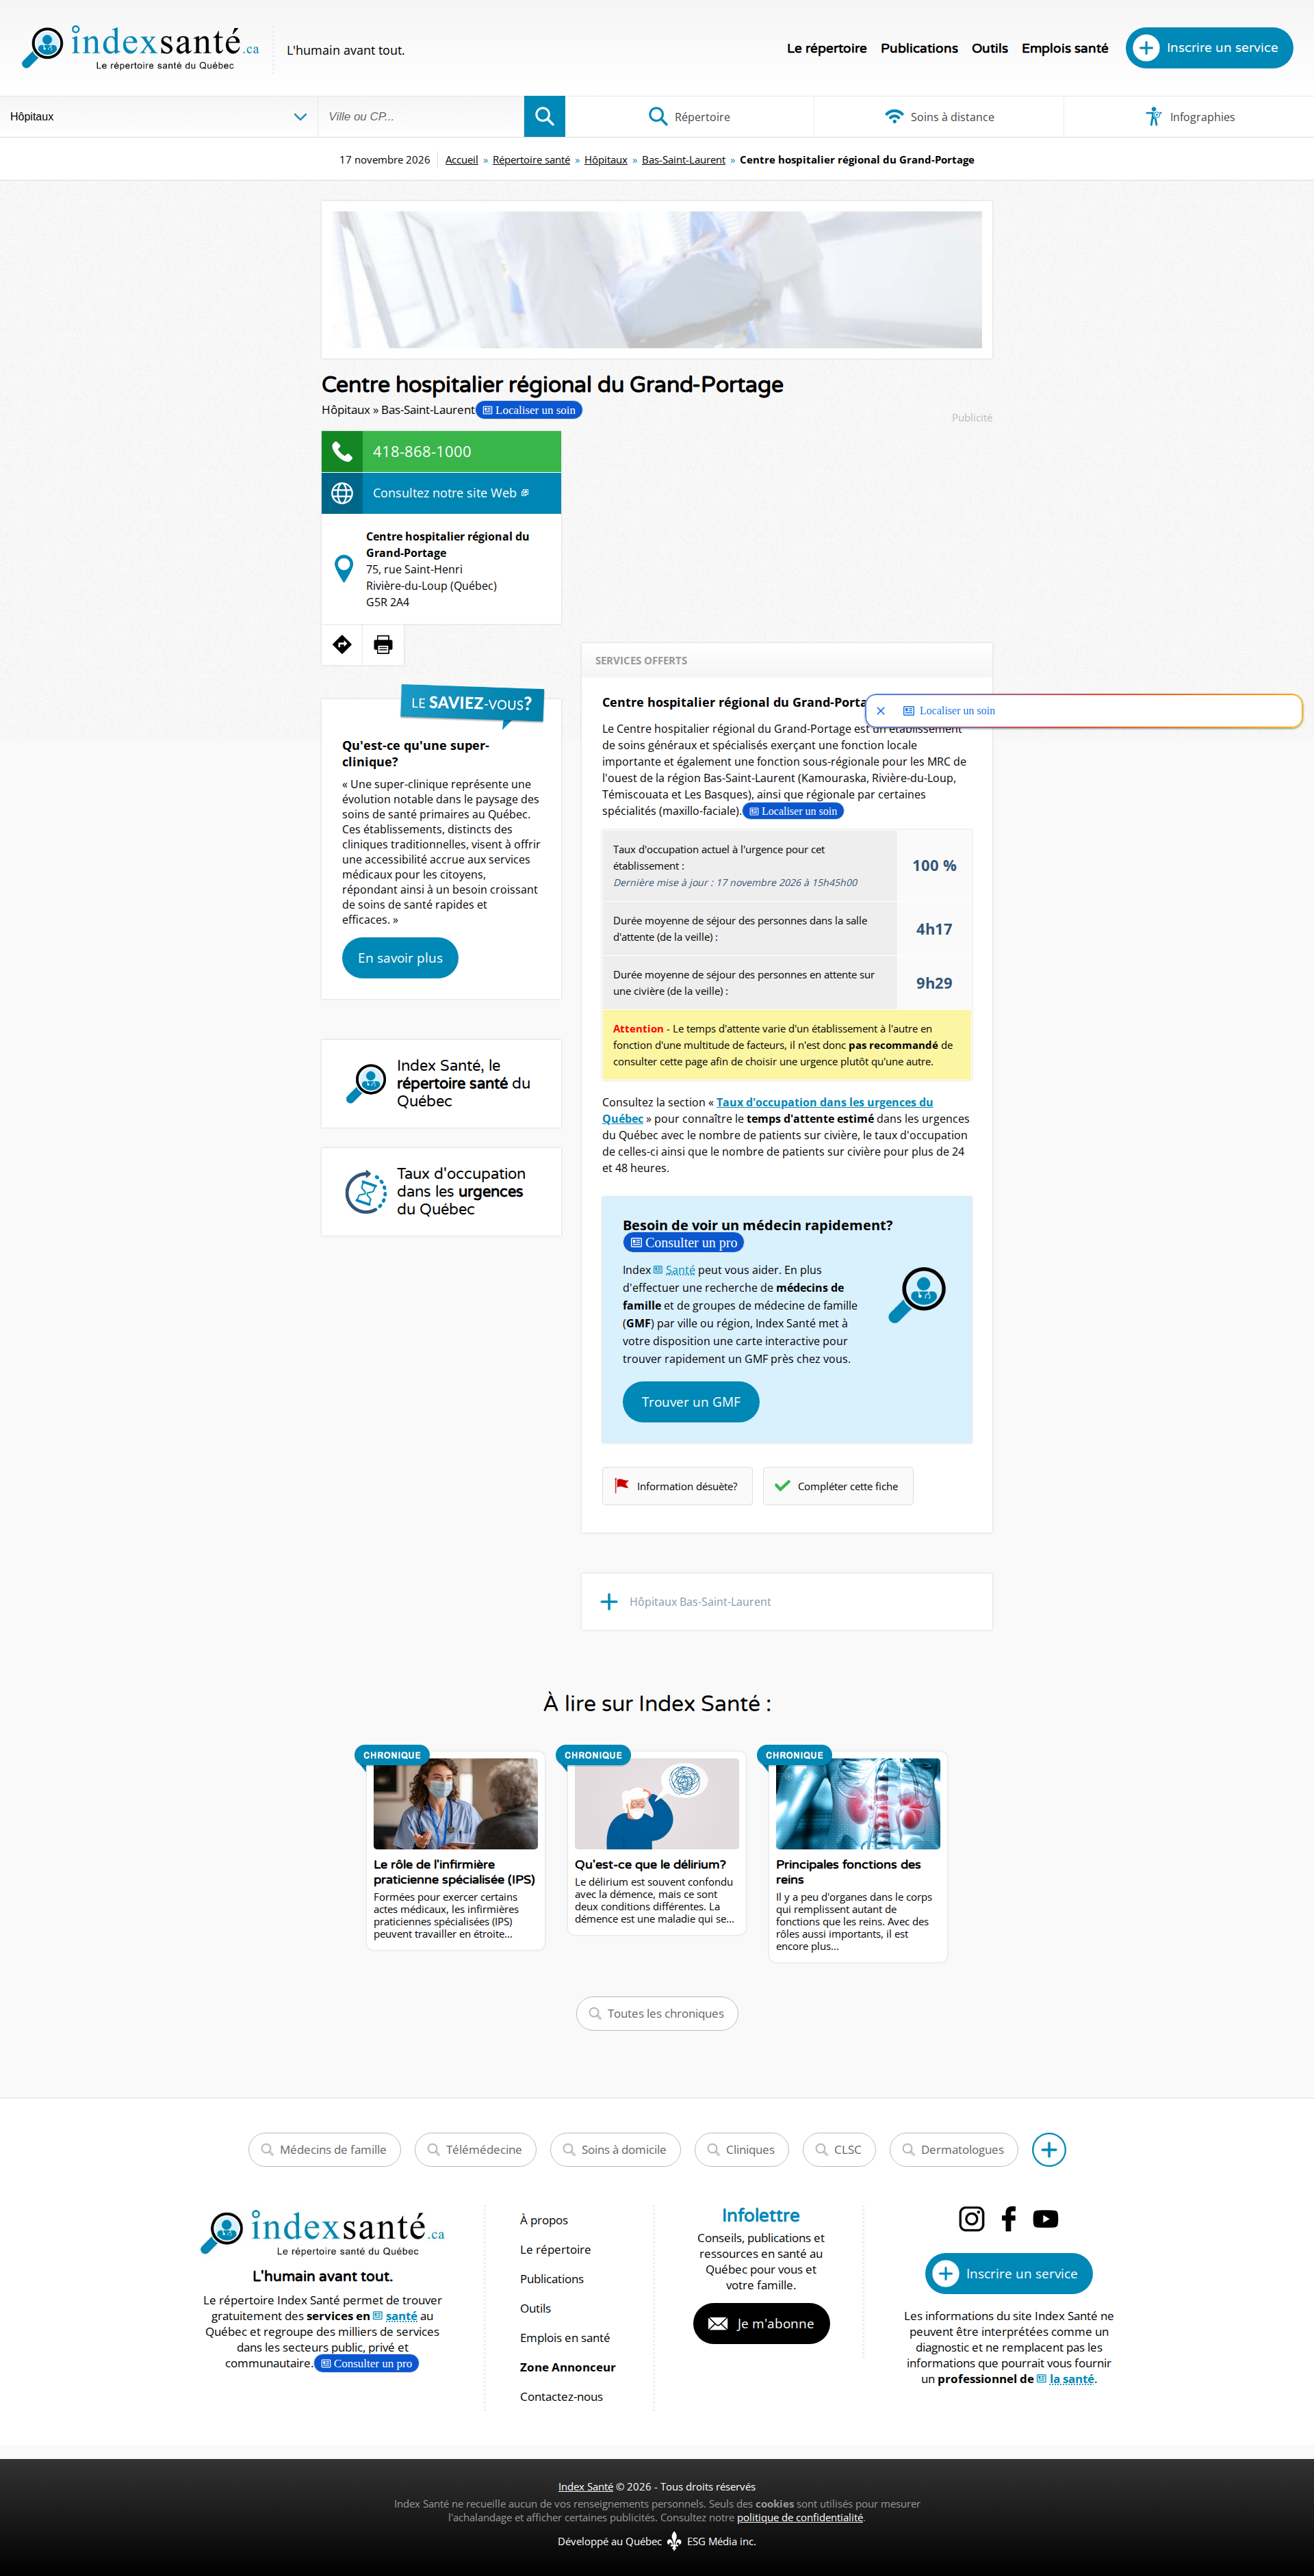 indexsanté.ca
Le répertoire santé du Québec
L'humain avant tout.
Le répertoire
Publications
Outils
Emplois santé
Inscrire un service
Hôpitaux
Ville ou CP...
Répertoire
Soins à distance
Infographies
17 novembre 2026
Accueil » Répertoire santé » Hôpitaux » Bas-Saint-Laurent » Centre hospitalier régional du Grand-Portage
Centre hospitalier régional du Grand-Portage
Hôpitaux » Bas-Saint-Laurent Localiser un soin
Publicité
418-868-1000
Consultez notre site Web
Centre hospitalier régional du
Grand-Portage
75, rue Saint-Henri
Rivière-du-Loup (Québec)
G5R 2A4
LE SAVIEZ-VOUS?
Qu'est-ce qu'une super-
clinique?
« Une super-clinique représente une
évolution notable dans le paysage des
soins de santé primaires au Québec.
Ces établissements, distincts des
cliniques traditionnelles, visent à offrir
une accessibilité accrue aux services
médicaux pour les citoyens,
répondant ainsi à un besoin croissant
de soins de santé rapides et
efficaces. »
En savoir plus
Index Santé, le
répertoire santé du
Québec
Taux d'occupation
dans les urgences
du Québec
SERVICES OFFERTS
Centre hospitalier régional du Grand-Porta
Localiser un soin
Le Centre hospitalier régional du Grand-Portage est un établissement
de soins généraux et spécialisés exerçant une fonction locale
importante et également une fonction sous-régionale pour les MRC de
l'ouest de la région Bas-Saint-Laurent (Kamouraska, Rivière-du-Loup,
Témiscouata et Les Basques), ainsi que régionale par certaines
spécialités (maxillo-faciale). Localiser un soin
Taux d'occupation actuel à l'urgence pour cet
établissement :
Dernière mise à jour : 17 novembre 2026 à 15h45h00
100 %
Durée moyenne de séjour des personnes dans la salle
d'attente (de la veille) :
4h17
Durée moyenne de séjour des personnes en attente sur
une civière (de la veille) :
9h29
Attention - Le temps d'attente varie d'un établissement à l'autre en
fonction d'une multitude de facteurs, il n'est donc pas recommandé de
consulter cette page afin de choisir une urgence plutôt qu'une autre.
Consultez la section « Taux d'occupation dans les urgences du
Québec » pour connaître le temps d'attente estimé dans les urgences
du Québec avec le nombre de patients sur civière, le taux d'occupation
de celles-ci ainsi que le nombre de patients sur civière pour plus de 24
et 48 heures.
Besoin de voir un médecin rapidement?
Consulter un pro
Index Santé peut vous aider. En plus
d'effectuer une recherche de médecins de
famille et de groupes de médecine de famille
(GMF) par ville ou région, Index Santé met à
votre disposition une carte interactive pour
trouver rapidement un GMF près chez vous.
Trouver un GMF
Information désuète?
Compléter cette fiche
Hôpitaux Bas-Saint-Laurent
À lire sur Index Santé :
CHRONIQUE
Le rôle de l'infirmière
praticienne spécialisée (IPS)
Formées pour exercer certains
actes médicaux, les infirmières
praticiennes spécialisées (IPS)
peuvent travailler en étroite...
CHRONIQUE
Qu'est-ce que le délirium?
Le délirium est souvent confondu
avec la démence, mais ce sont
deux conditions différentes. La
démence est une maladie qui se...
CHRONIQUE
Principales fonctions des
reins
Il y a peu d'organes dans le corps
qui remplissent autant de
fonctions que les reins. Avec des
rôles aussi importants, il est
encore plus...
Toutes les chroniques
Médecins de famille
Télémédecine
Soins à domicile
Cliniques
CLSC
Dermatologues
indexsanté.ca
Le répertoire santé du Québec
L'humain avant tout.
Le répertoire Index Santé permet de trouver
gratuitement des services en santé au
Québec et regroupe des milliers de services
dans les secteurs public, privé et
communautaire. Consulter un pro
À propos
Le répertoire
Publications
Outils
Emplois en santé
Zone Annonceur
Contactez-nous
Infolettre
Conseils, publications et
ressources en santé au
Québec pour vous et
votre famille.
Je m'abonne
Inscrire un service
Les informations du site Index Santé ne
peuvent être interprétées comme un
diagnostic et ne remplacent pas les
informations que pourrait vous fournir
un professionnel de la santé.
Index Santé © 2026 - Tous droits réservés
Index Santé ne recueille aucun de vos renseignements personnels. Seuls des cookies sont utilisés pour mesurer
l'achalandage et afficher certaines publicités. Consultez notre politique de confidentialité.
Développé au Québec ESG Média inc.